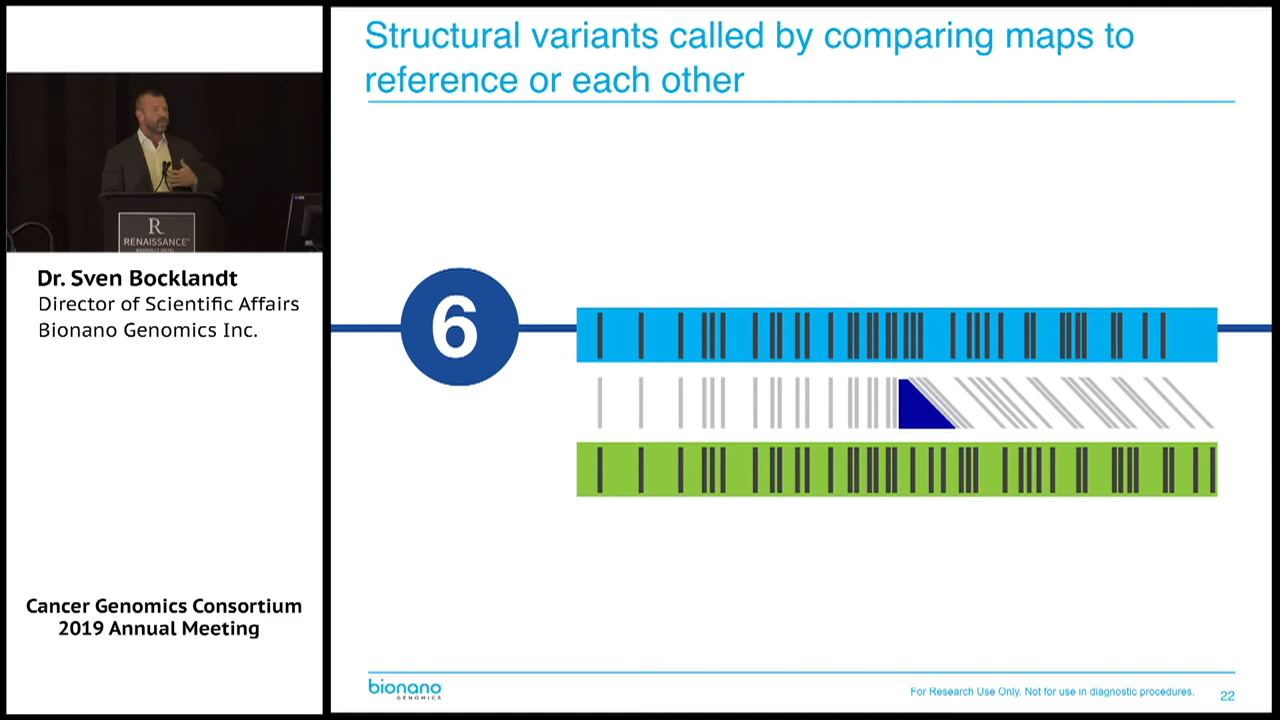 Structural variants called by comparing maps to
reference or each other
R
RENAISSANCE®
Dr. Sven Bocklandt
Director of Scientific Affairs
Bionano Genomics Inc.
6
Cancer Genomics Consortium
2019 Annual Meeting
bionano
GENOMICS
For Research Use Only. Not for use in diagnostic procedures.
22